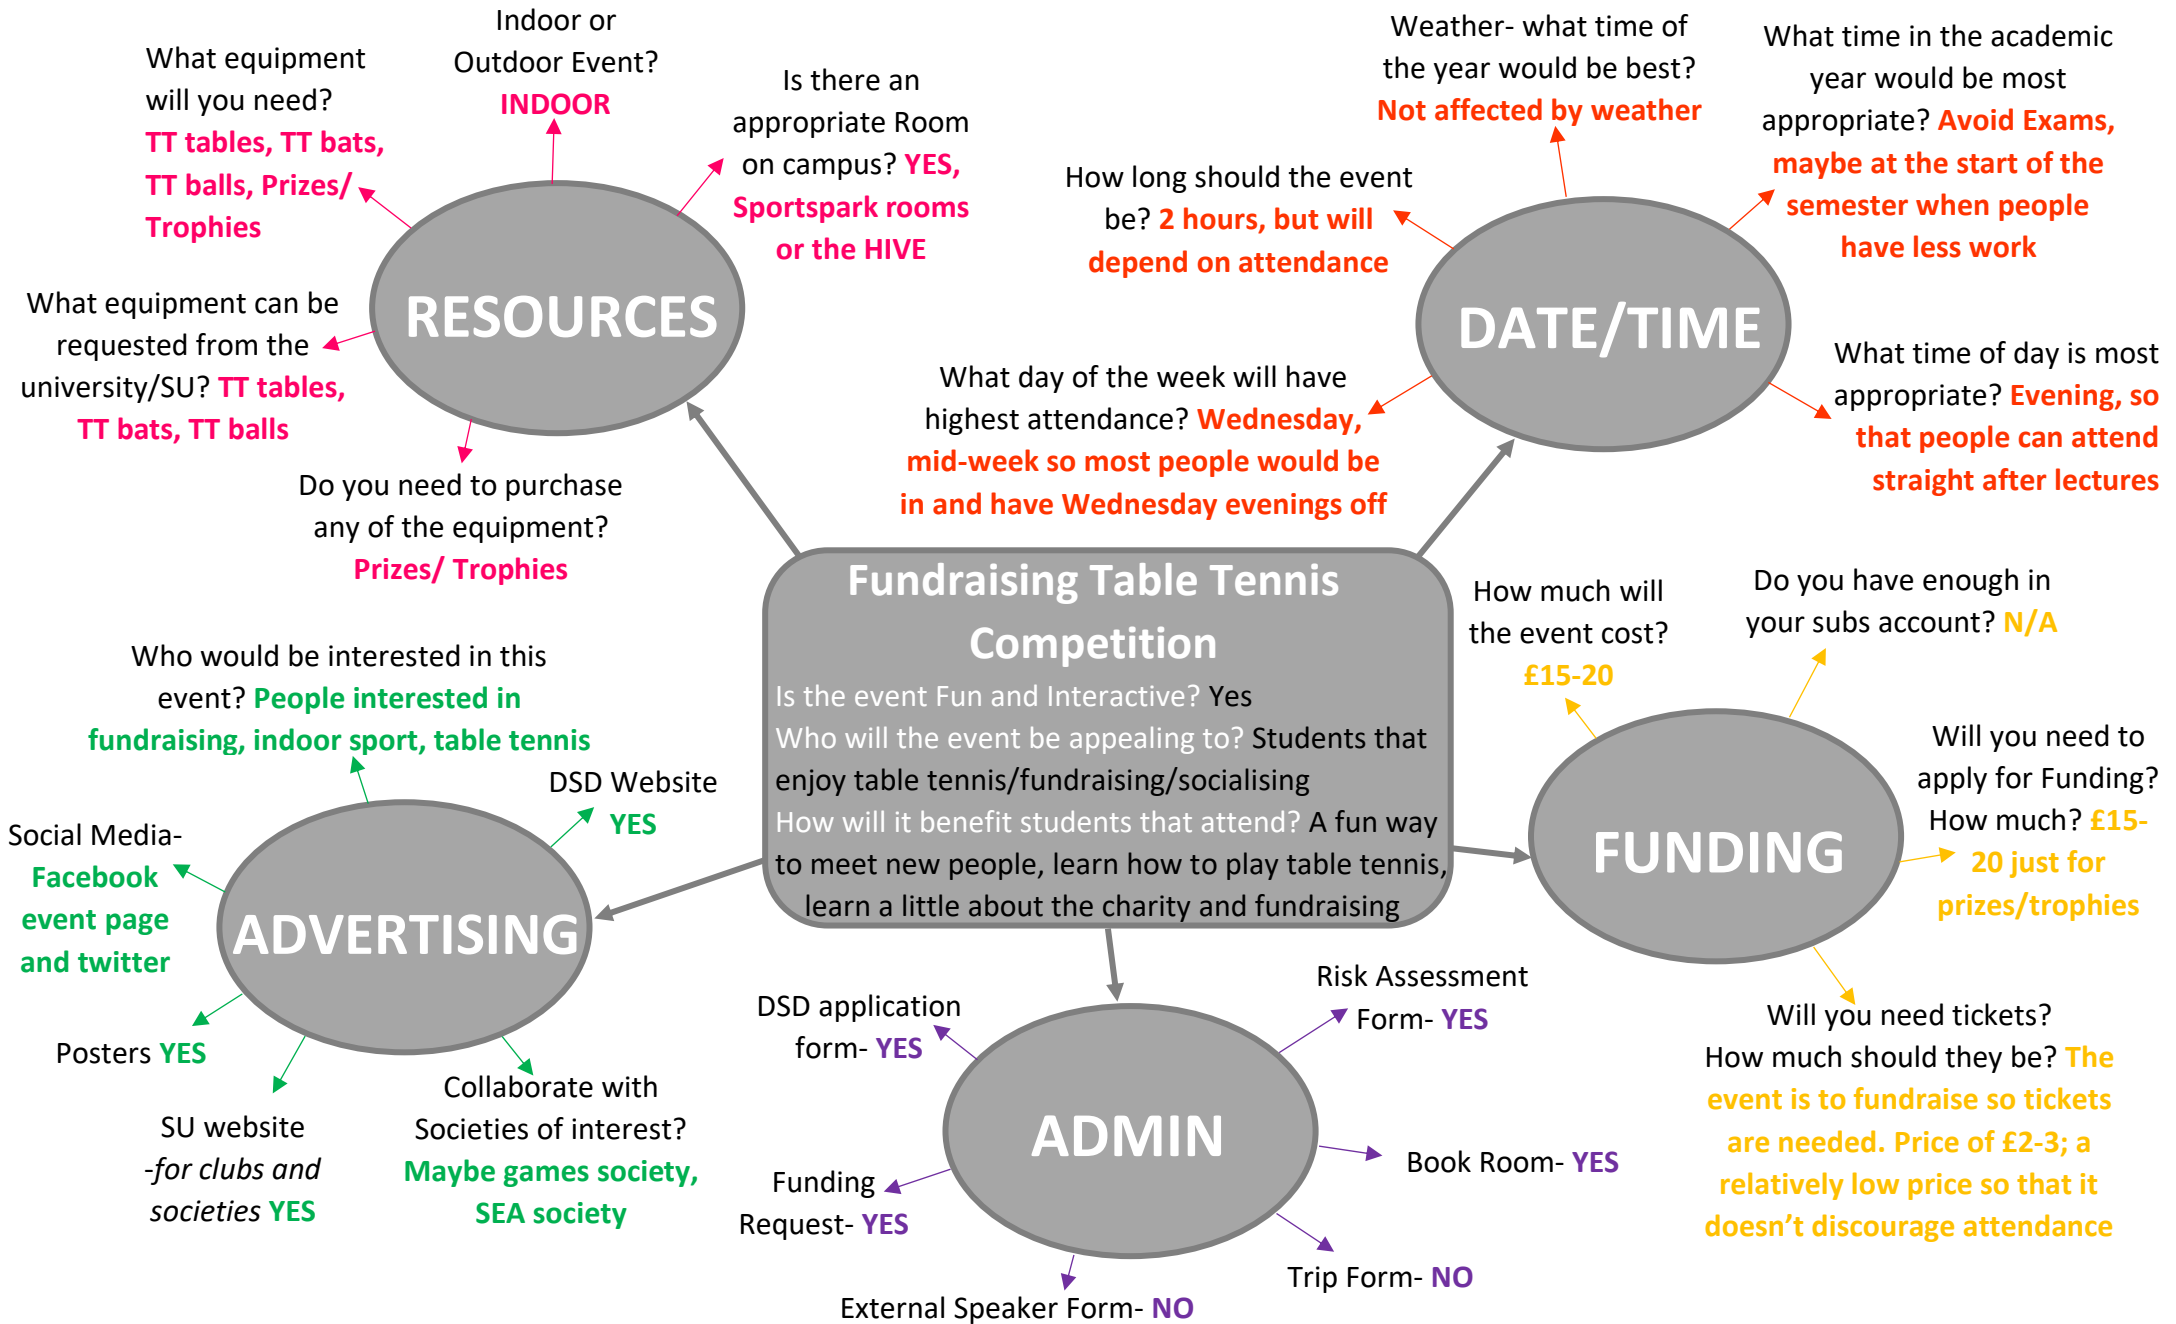 Indoor or
Outdoor Event?
INDOOR
What equipment
will you need?
TT tables, TT bats,
TT balls, Prizes/
Trophies
Is there an
appropriate Room
on campus? YES,
Sportspark rooms
or the HIVE
RESOURCES
What equipment can be
requested from the
university/SU? TT tables,
TT bats, TT balls
Do you need to purchase
any of the equipment?
Prizes/ Trophies
Weather- what time of
the year would be best?
Not affected by weather
What time in the academic
year would be most
appropriate? Avoid Exams,
maybe at the start of the
semester when people
have less work
How long should the event
be? 2 hours, but will
depend on attendance
DATE/TIME
What day of the week will have
highest attendance? Wednesday,
mid-week so most people would be
in and have Wednesday evenings off
What time of day is most
appropriate? Evening, so
that people can attend
straight after lectures
Fundraising Table Tennis
Competition
Is the event Fun and Interactive? Yes
Who will the event be appealing to? Students that
enjoy table tennis/fundraising/socialising
How will it benefit students that attend? A fun way
to meet new people, learn how to play table tennis,
learn a little about the charity and fundraising
How much will
the event cost?
£15-20
Do you have enough in
your subs account? N/A
Will you need to
apply for Funding?
How much? £15-
20 just for
prizes/trophies
FUNDING
Will you need tickets?
How much should they be? The
event is to fundraise so tickets
are needed. Price of £2-3; a
relatively low price so that it
doesn’t discourage attendance
Who would be interested in this
event? People interested in
fundraising, indoor sport, table tennis
DSD Website
YES
Social Media-
Facebook
event page
and twitter
ADVERTISING
Posters YES
SU website
-for clubs and
societies YES
Collaborate with
Societies of interest?
Maybe games society,
SEA society
DSD application
form- YES
Risk Assessment
Form- YES
ADMIN
Book Room- YES
Funding
Request- YES
Trip Form- NO
External Speaker Form- NO